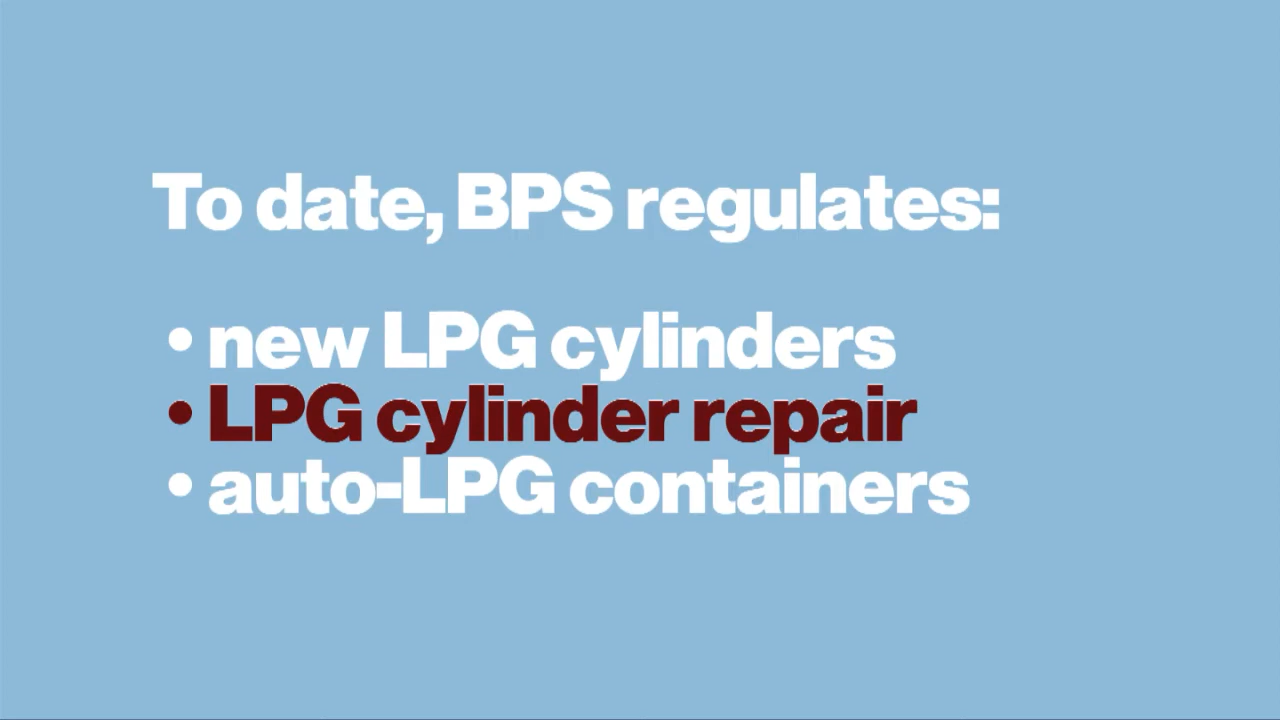 To date, BPS regulates:
• new LPG cylinders
• LPG cylinder repair
• auto-LPG containers